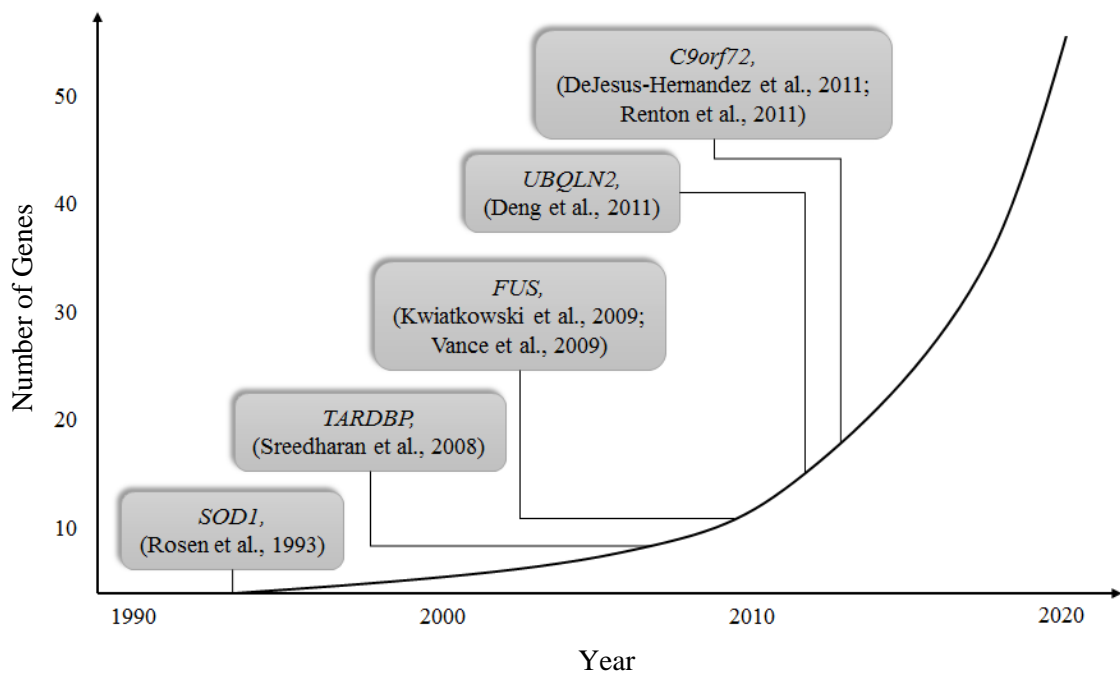 C9orf72,
(DeJesus-Hernandez et al., 2011;
Renton et al., 2011)
50
UBQLN2,
(Deng et al., 2011)
40
FUS,
(Kwiatkowski et al., 2009;
Vance et al., 2009)
30
TARDBP,
(Sreedharan et al., 2008)
20
SOD1,
(Rosen et al., 1993)
10
Number of Genes
1990 2000 2010 2020
Year